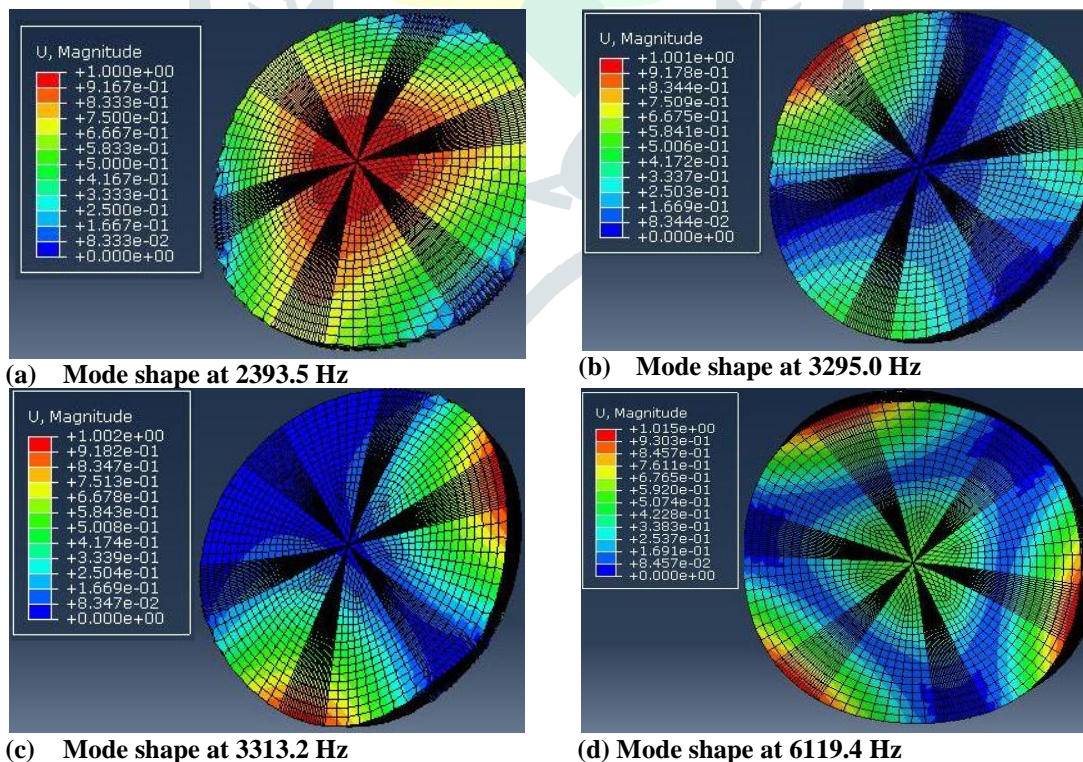 U, Magnitude
+1.000e+00
+9.167e-01
+8.333e-01
+7.500e-01
+6.667e-01
+5.833e-01
+5.000e-01
+4.167e-01
+3.333e-01
+2.500e-01
+1.667e-01
+8.333e-02
+0.000e+00
(a) Mode shape at 2393.5 Hz
U, Magnitude
+1.001e+00
+9.178e-01
+8.344e-01
+7.509e-01
+6.675e-01
+5.841e-01
+5.006e-01
+4.172e-01
+3.337e-01
+2.503e-01
+1.669e-01
+8.344e-02
+0.000e+00
(b) Mode shape at 3295.0 Hz
U, Magnitude
+1.002e+00
+9.182e-01
+8.347e-01
+7.513e-01
+6.678e-01
+5.843e-01
+5.008e-01
+4.174e-01
+3.339e-01
+2.504e-01
+1.669e-01
+8.347e-02
+0.000e+00
(c) Mode shape at 3313.2 Hz
U, Magnitude
+1.015e+00
+9.303e-01
+8.457e-01
+7.611e-01
+6.765e-01
+5.920e-01
+5.074e-01
+4.228e-01
+3.383e-01
+2.537e-01
+1.691e-01
+8.457e-02
+0.000e+00
(d) Mode shape at 6119.4 Hz